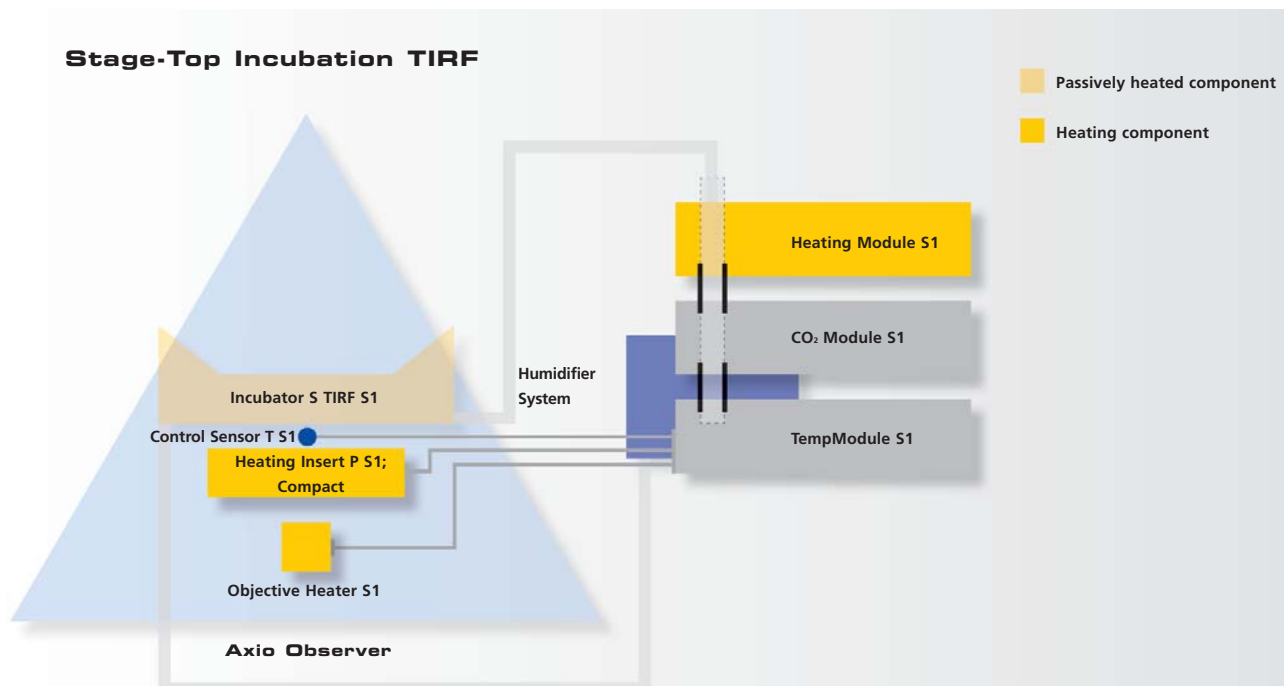 Stage-Top Incubation TIRF
Passively heated component
Heating component
Heating Module S1
CO₂ Module S1
Humidifier
System
Incubator S TIRF S1
Control Sensor T S1
TempModule S1
Heating Insert P S1;
Compact
Objective Heater S1
Axio Observer